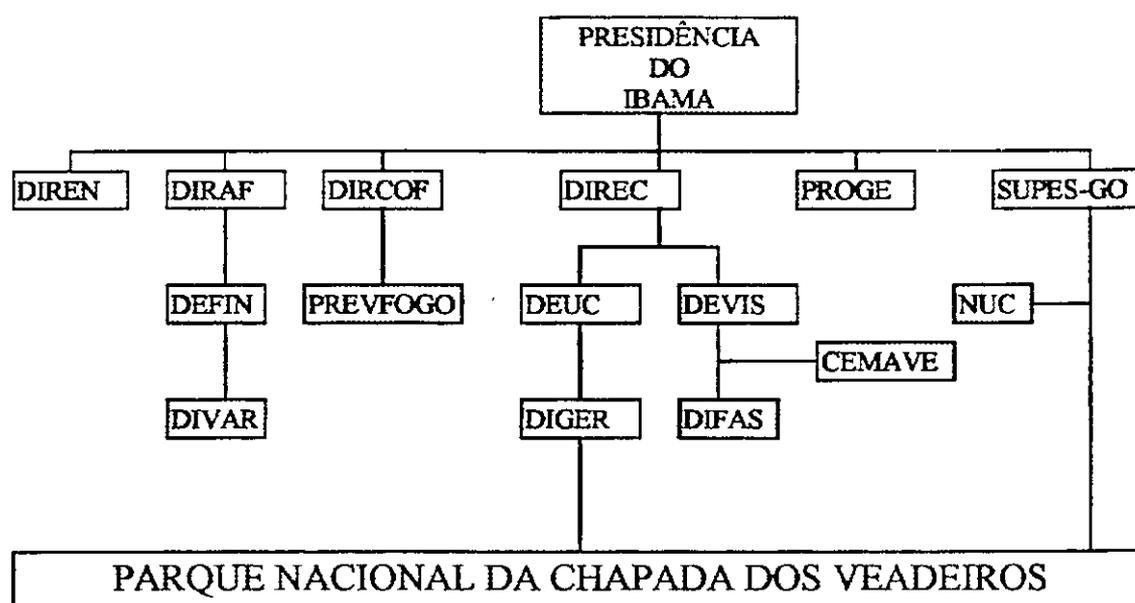 PRESIDÊNCIA
DO
IBAMA
DIREN
DIRAF
DIRCOF
DIREC
PROGE
SUPES-GO
DEFIN
PREVFOGO
DEUC
DEVIS
NUC
CEMAVE
DIVAR
DIGER
DIFAS
PARQUE NACIONAL DA CHAPADA DOS VEADEIROS